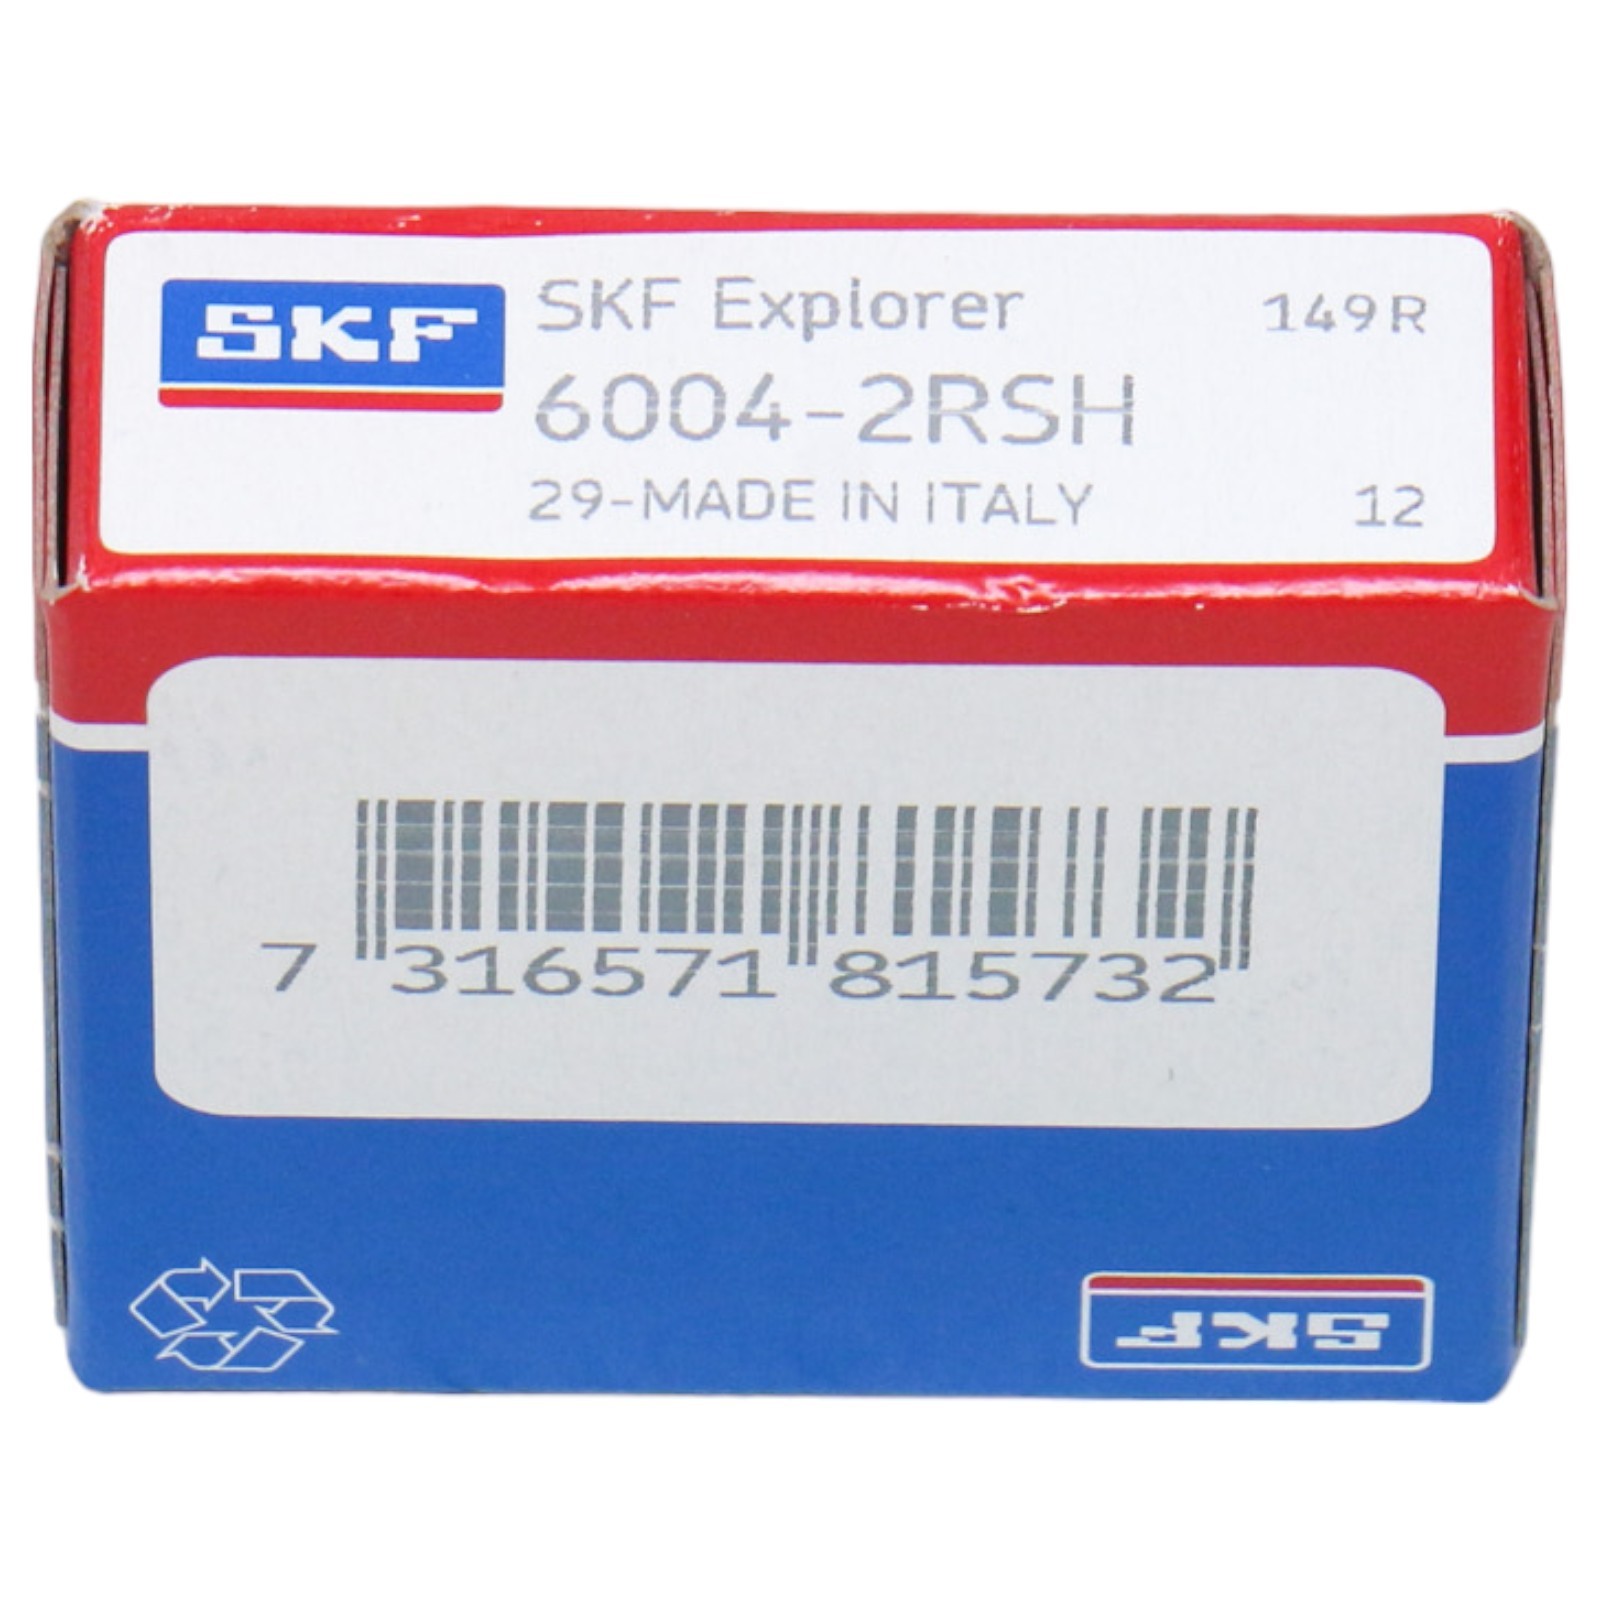 SKF
SKF Explorer 149R
6004-2RSH
29-MADE IN ITALY 12
7 316571 815732
SKF